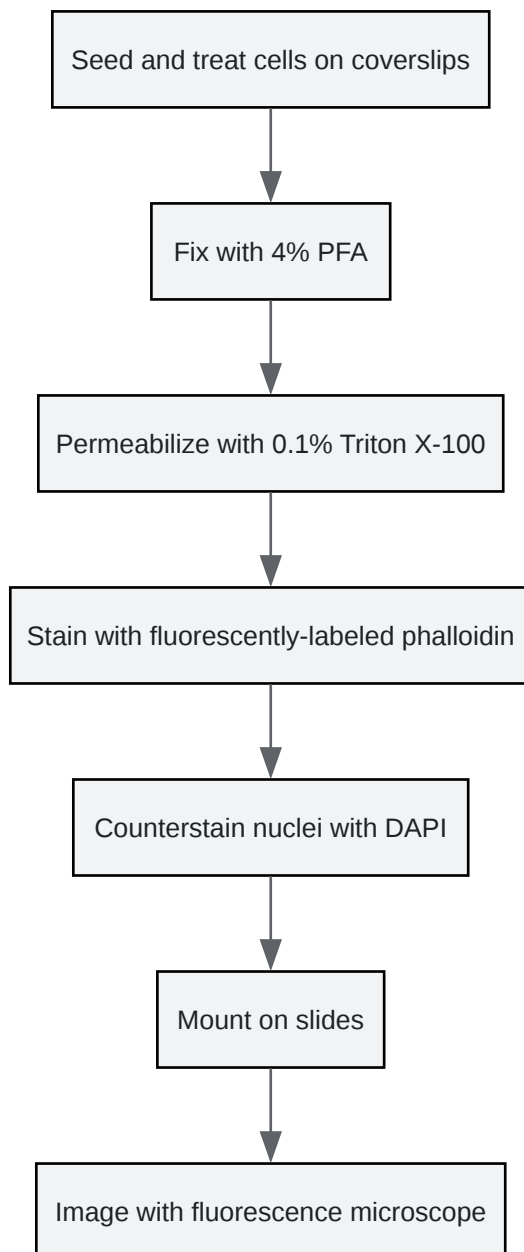 Seed and treat cells on coverslips
Fix with 4% PFA
Permeabilize with 0.1% Triton X-100
Stain with fluorescently-labeled phalloidin
Counterstain nuclei with DAPI
Mount on slides
Image with fluorescence microscope